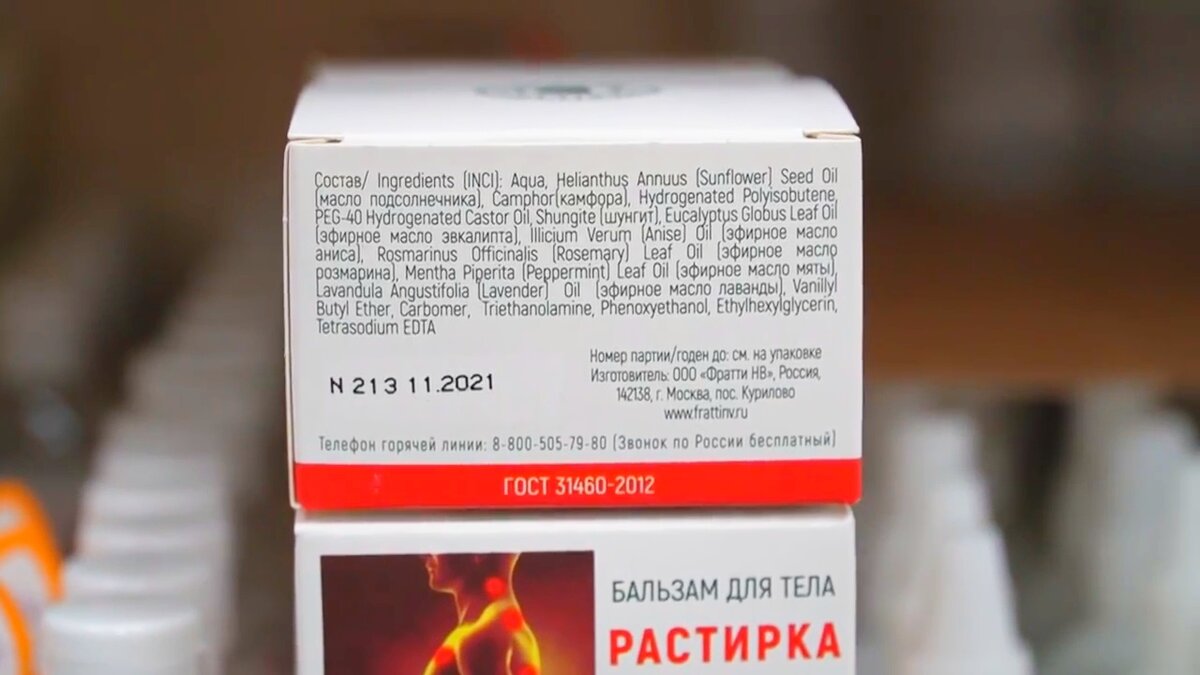 Состав/ Ingredients (INCI): Aqua, Helianthus Annuus (Sunflower) Seed Oil
(масло подсолнечника), Camphor(камфора), Hydrogenated Polyisobutene,
PEG-40 Hydrogenated Castor Oil, Shungite (шунгит), Eucalyptus Globus Leaf Oil
(эфирное масло эвкалипта), Illicium Verum (Anise) Oil (эфирное масло
аниса), Rosmarinus Officinalis (Rosemary) Leaf Oil (эфирное масло
розмарина), Mentha Piperita (Peppermint) Leaf Oil (эфирное масло мяты),
Lavandula Angustifolia (Lavender) Oil (эфирное масло лаванды), Vanillyl
Butyl Ether, Carbomer, Triethanolamine, Phenoxyethanol, Ethylhexylglycerin,
Tetrasodium EDTA
Номер партии/годен до: см. на упаковке
Изготовитель: ООО «Фратти НВ», Россия,
142138, г. Москва, пос. Курилово
www.frattinv.ru
N 213 11.2021
Телефон горячей линии: 8-800-505-79-80 (Звонок по России бесплатный)
ГОСТ 31460-2012
БАЛЬЗАМ ДЛЯ ТЕЛА
РАСТИРКА